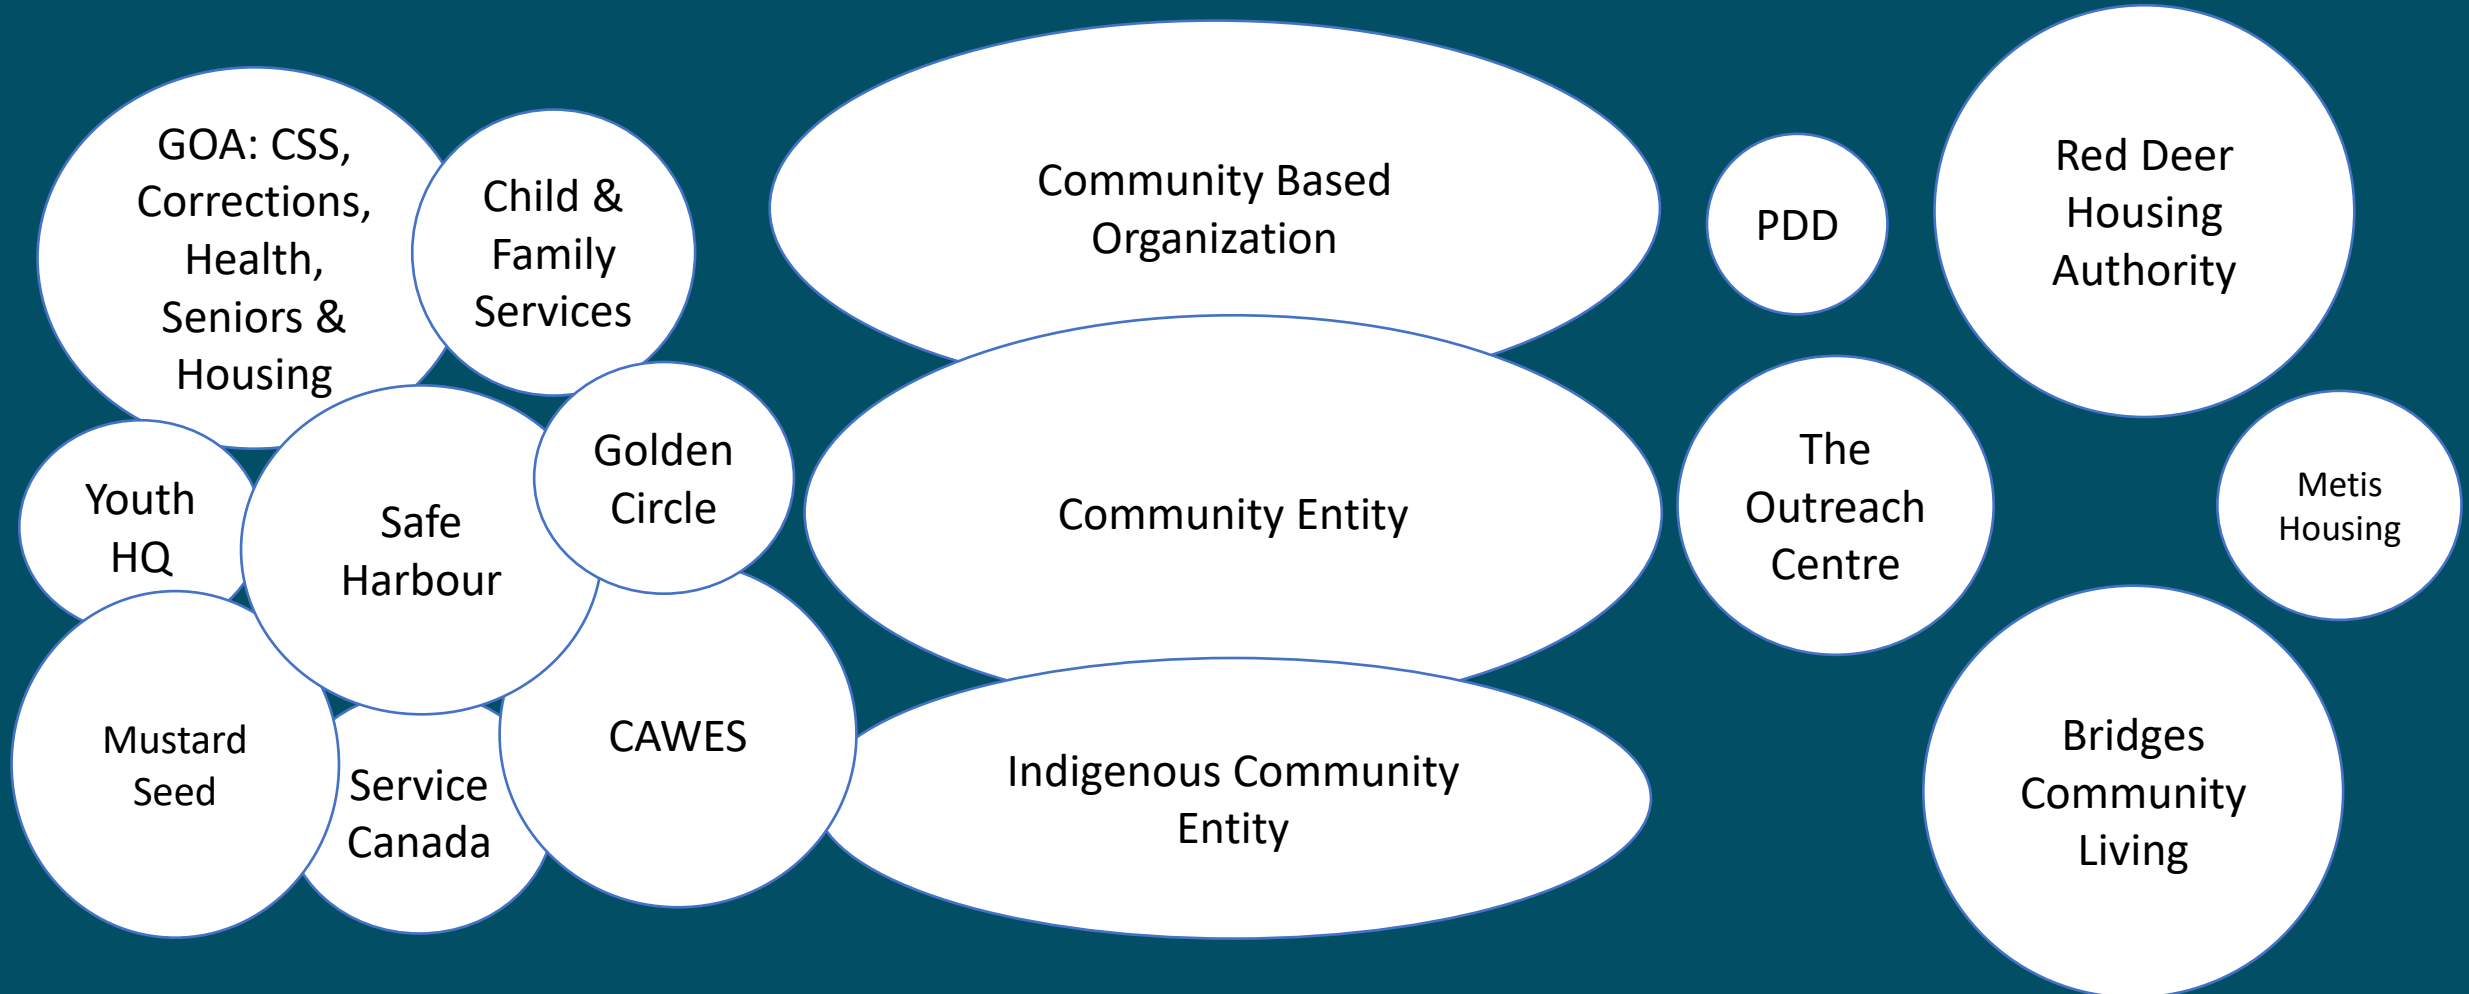 GOA: CSS,
Corrections,
Health,
Seniors &
Housing
Child &
Family
Services
Community Based
Organization
PDD
Red Deer
Housing
Authority
Youth
HQ
Safe
Harbour
Golden
Circle
Community Entity
The
Outreach
Centre
Metis
Housing
Mustard
Seed
Service
Canada
CAWES
Indigenous Community
Entity
Bridges
Community
Living